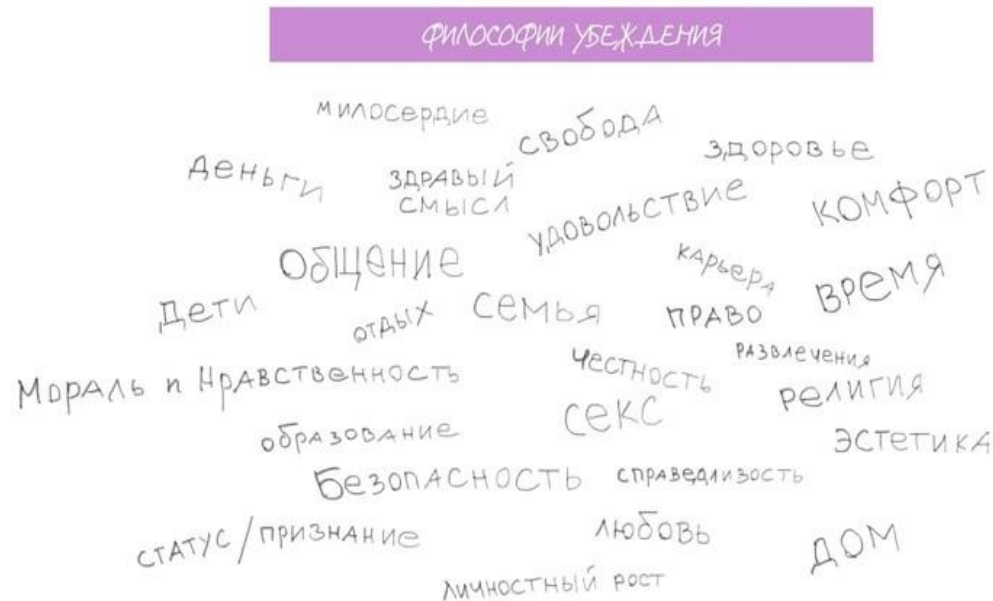 ФИЛОСОФИИ УБЕЖДЕНИЯ
милосердие
свобода
деньги
здравый
смысл
здоровье
удовольствие
комфорт
Общение
карьера
время
Дети
отдых
семья
право
Мораль и Нравственность
честность
развлечения
религия
секс
образование
эстетика
Безопасность
справедлизость
статус/признание
любовь
дом
личностный рост